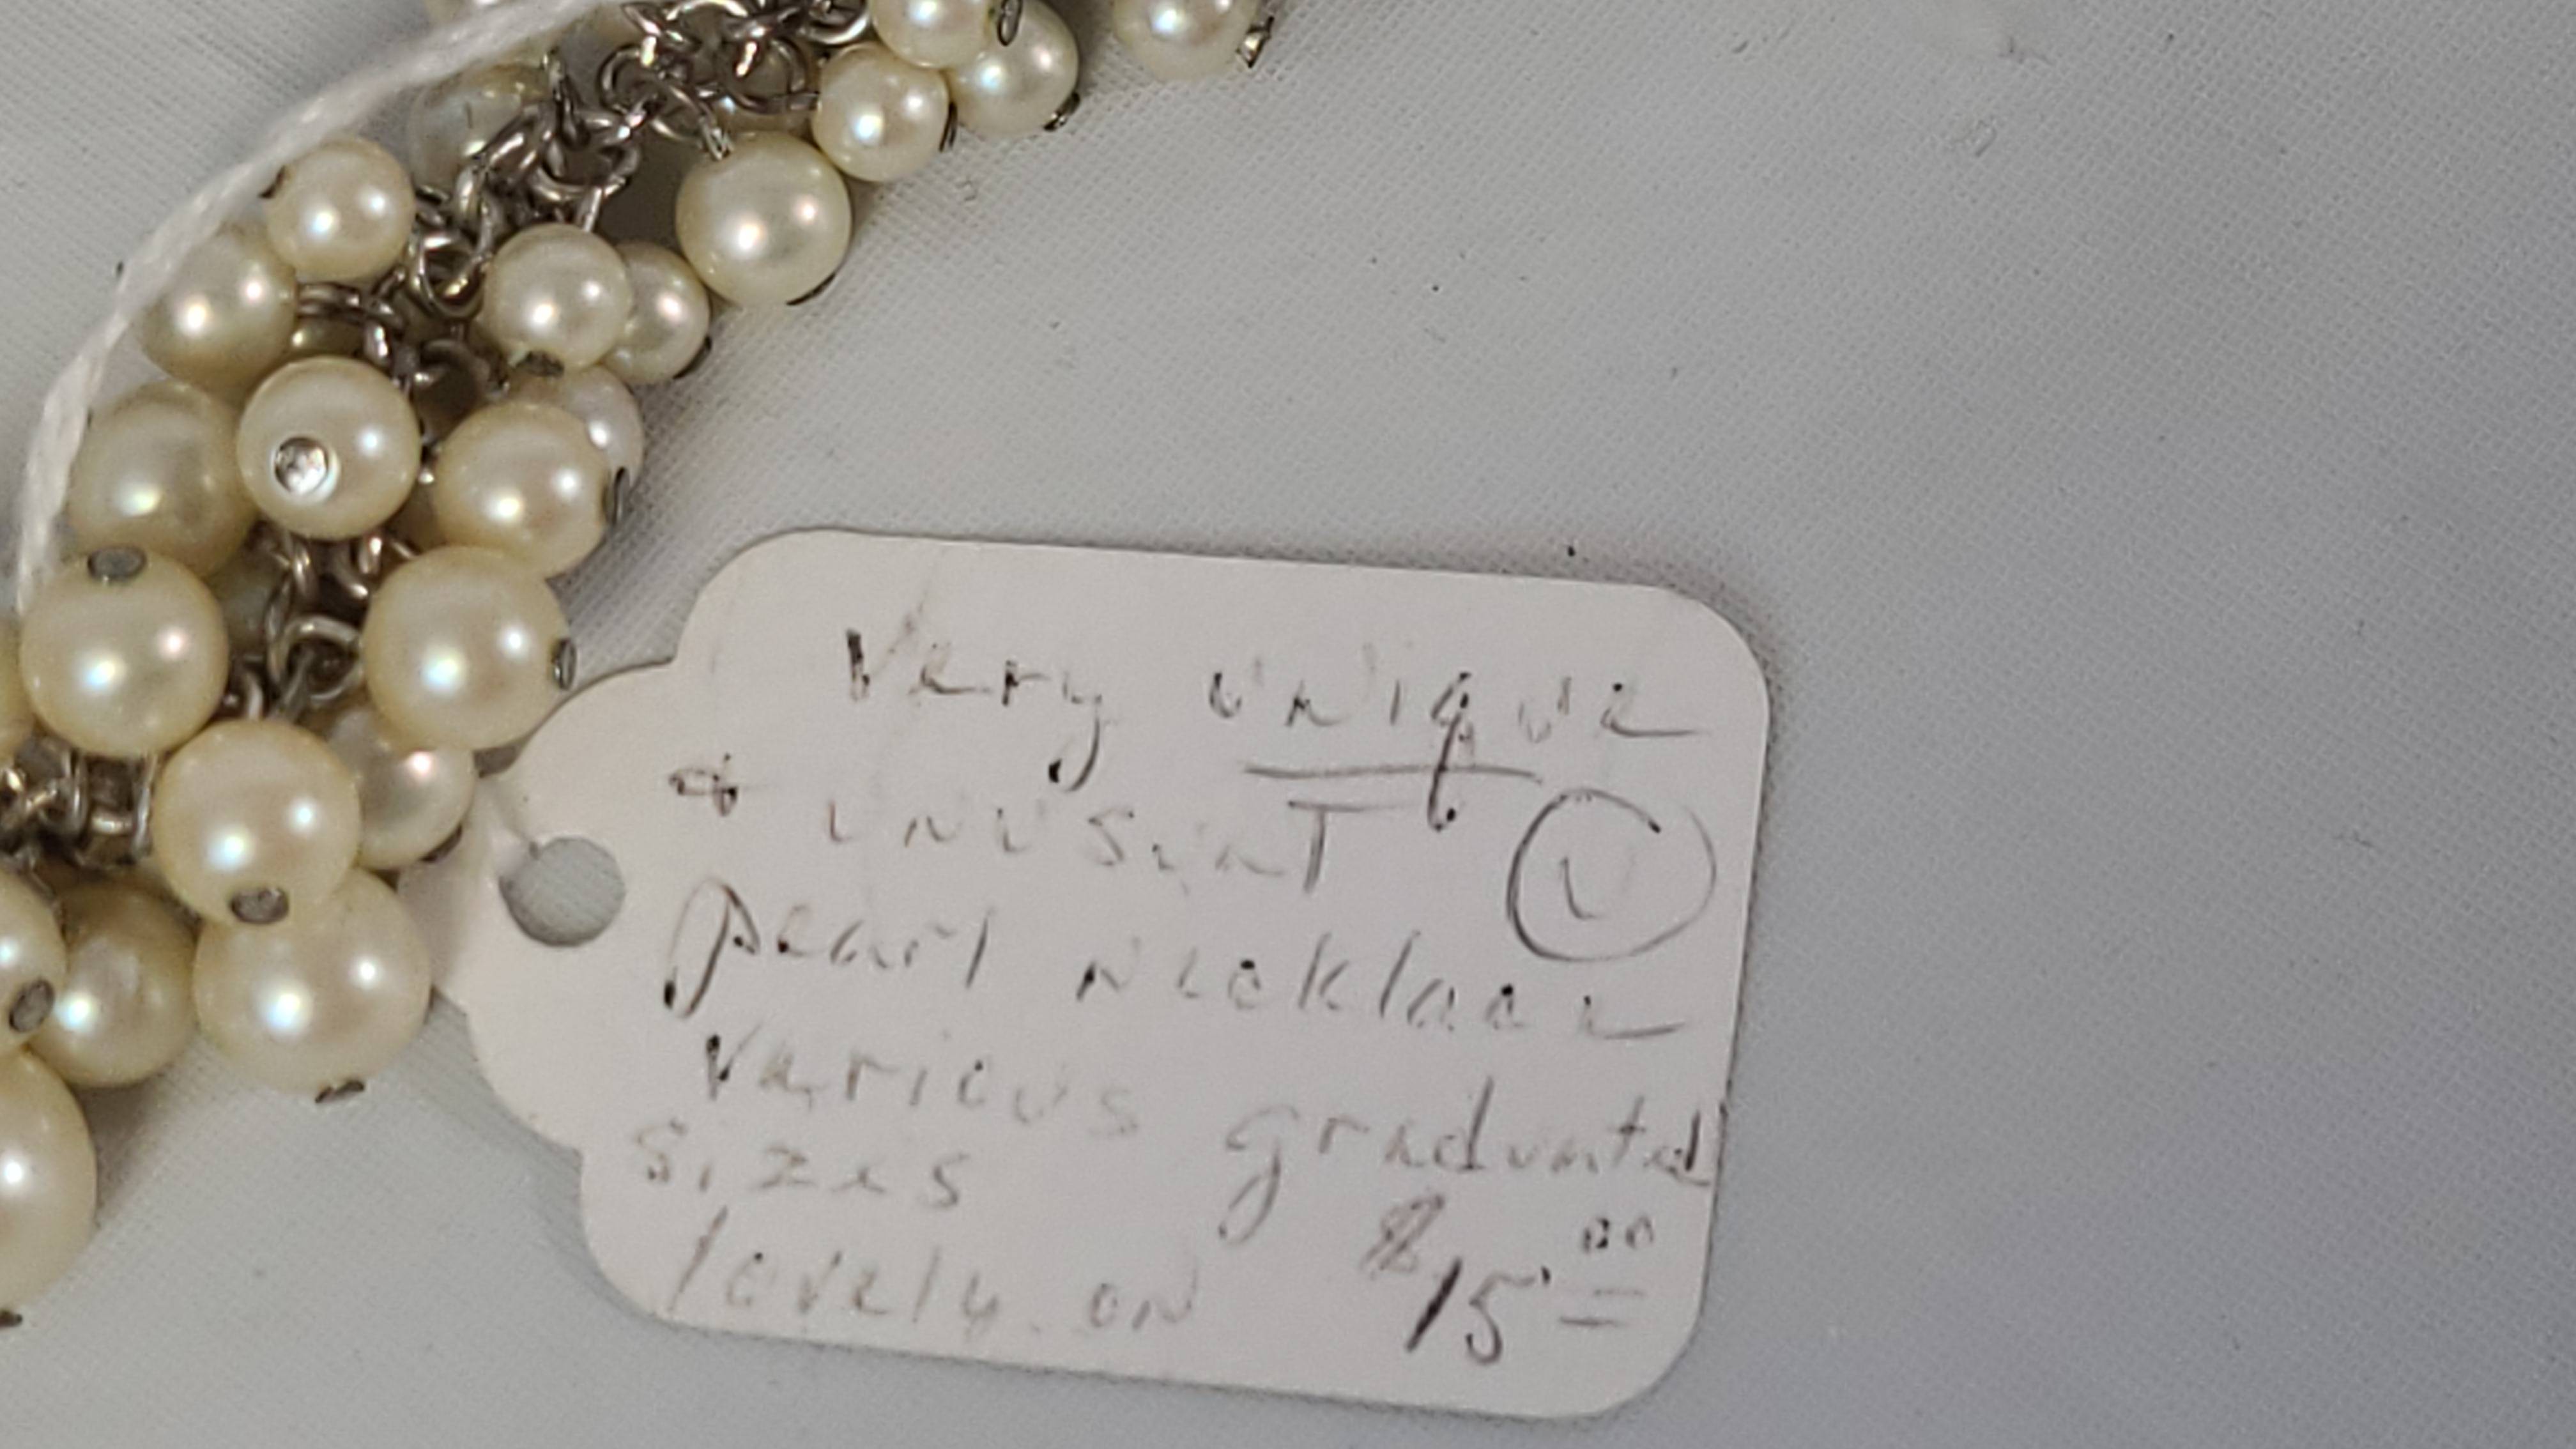 Very unique
+ unusual
V
pearl necklace
various graduated
sizes
lovely on $15.00